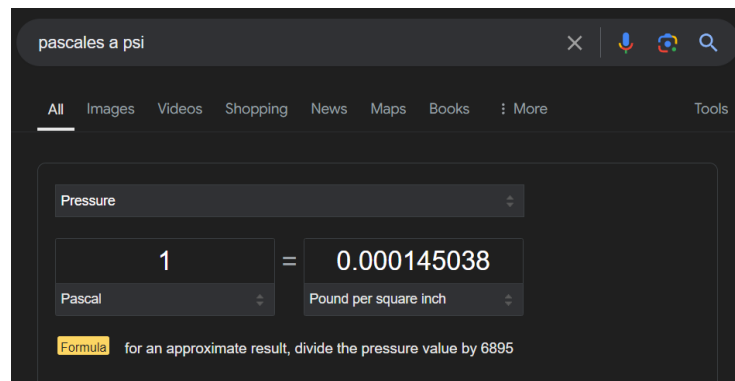 pascales a psi
All Images Videos Shopping News Maps Books More Tools
Pressure
1 = 0.000145038
Pascal Pound per square inch
Formula for an approximate result, divide the pressure value by 6895